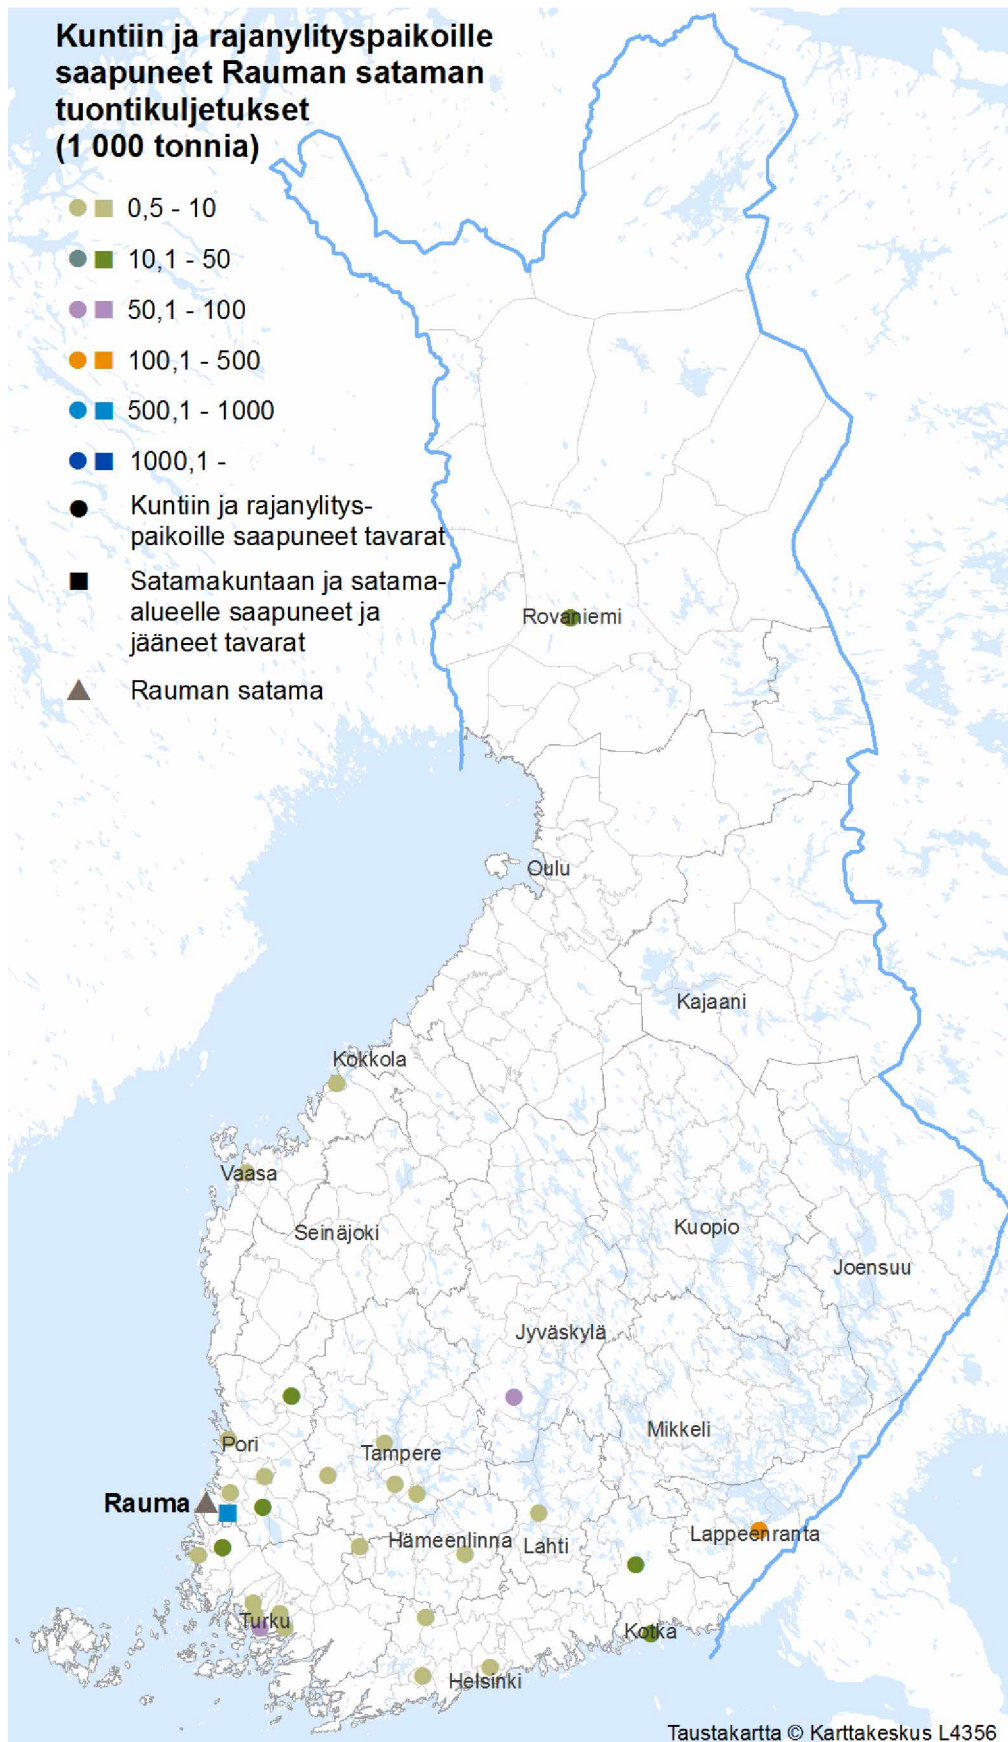 Kuntiin ja rajanylityspaikoille
saapuneet Rauman sataman
tuontikuljetukset
(1 000 tonnia)
0,5 - 10
10,1 - 50
50,1 - 100
100,1 - 500
500,1 - 1000
1000,1 -
Kuntiin ja rajanylitys-
paikoille saapuneet tavarat
Satamakuntaan ja satama-
alueelle saapuneet ja
jääneet tavarat
Rauman satama
Rovaniemi
Oulu
Kajaani
Kokkola
Vaasa
Seinäjoki
Kuopio
Joensuu
Jyväskylä
Mikkeli
Pori
Tampere
Rauma
Hämeenlinna
Lahti
Lappeenranta
Turku
Kotka
Helsinki
Taustakartta © Karttakeskus L4356